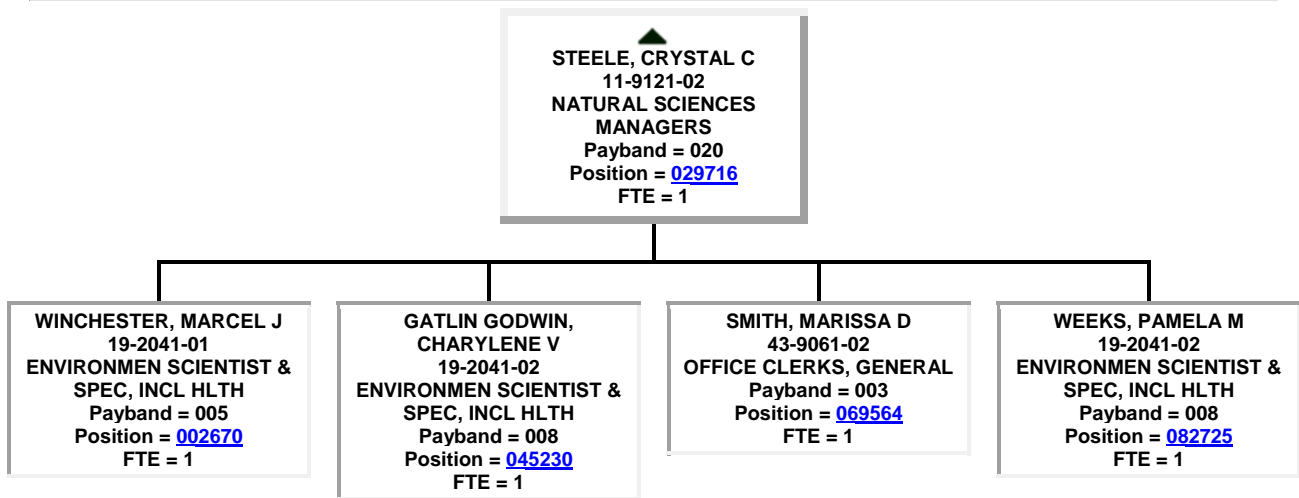 STEELE, CRYSTAL C
11-9121-02
NATURAL SCIENCES
MANAGERS
Payband = 020
Position = 029716
FTE = 1
WINCHESTER, MARCEL J
19-2041-01
ENVIRONMEN SCIENTIST &
SPEC, INCL HLTH
Payband = 005
Position = 002670
FTE = 1
GATLIN GODWIN,
CHARYLENE V
19-2041-02
ENVIRONMEN SCIENTIST &
SPEC, INCL HLTH
Payband = 008
Position = 045230
FTE = 1
SMITH, MARISSA D
43-9061-02
OFFICE CLERKS, GENERAL
Payband = 003
Position = 069564
FTE = 1
WEEKS, PAMELA M
19-2041-02
ENVIRONMEN SCIENTIST &
SPEC, INCL HLTH
Payband = 008
Position = 082725
FTE = 1